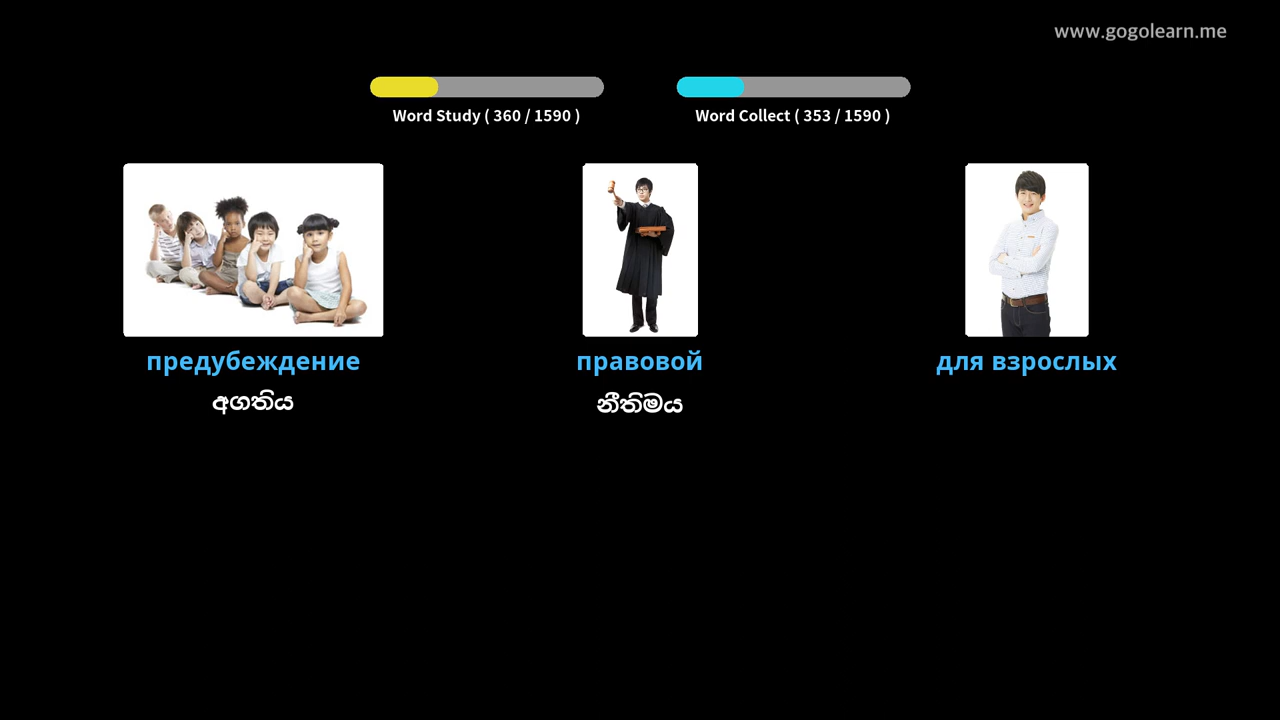 www.gogolearn.me
Word Study ( 360 / 1590 )
Word Collect ( 353 / 1590 )
предубеждение
правовой
для взрослых
අගතිය
නීතිමය